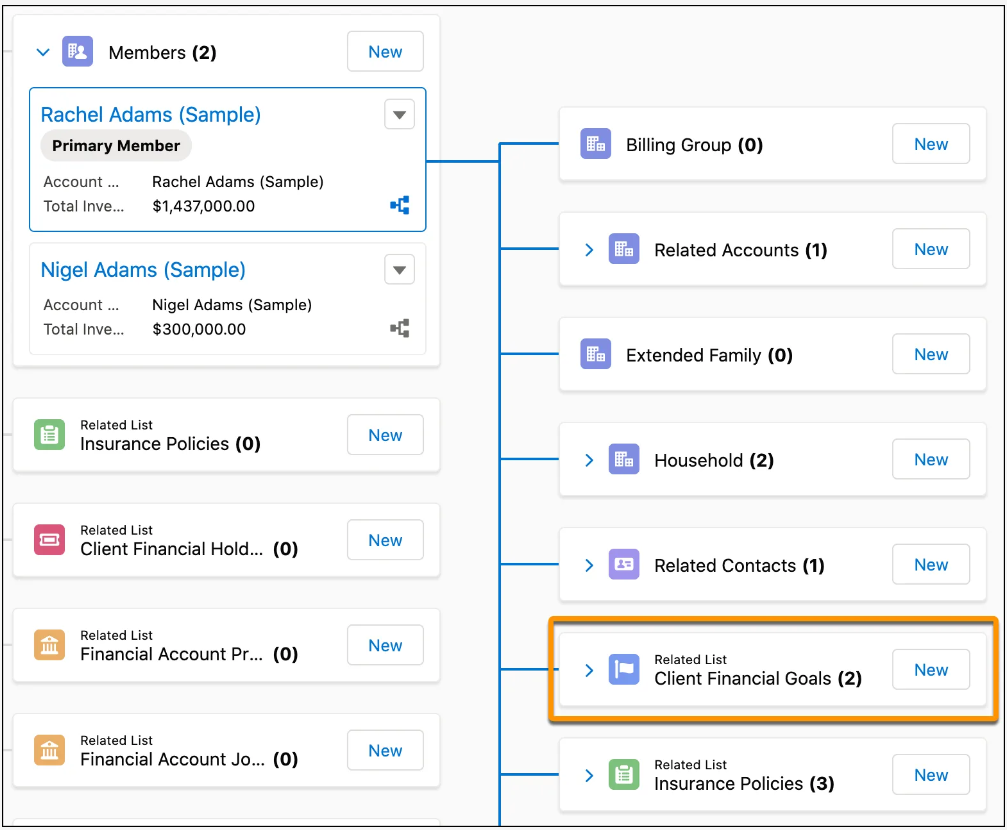 Members (2)
New
Rachel Adams (Sample)
Primary Member
Account ... Rachel Adams (Sample)
Total Inve... $1,437,000.00
Nigel Adams (Sample)
Account ... Nigel Adams (Sample)
Total Inve... $300,000.00
Related List
Insurance Policies (0)
New
Related List
Client Financial Hold... (0)
New
Related List
Financial Account Pr... (0)
New
Related List
Financial Account Jo... (0)
New
Billing Group (0)
New
Related Accounts (1)
New
Extended Family (0)
New
Household (2)
New
Related Contacts (1)
New
Related List
Client Financial Goals (2)
New
Related List
Insurance Policies (3)
New